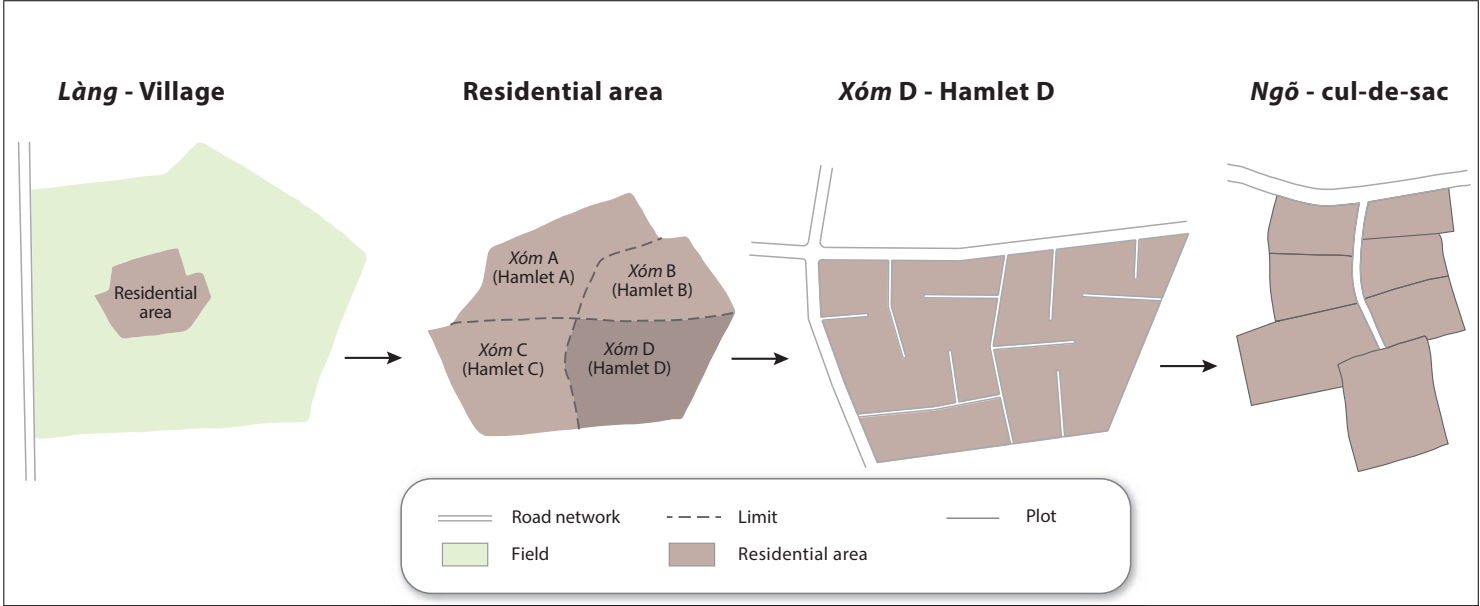 Làng - Village
Residential area
Xóm D - Hamlet D
Ngõ - cul-de-sac
Residential
area
Xóm A
(Hamlet A)
Xóm B
(Hamlet B)
Xóm C
(Hamlet C)
Xóm D
(Hamlet D)
Road network
Limit
Plot
Field
Residential area